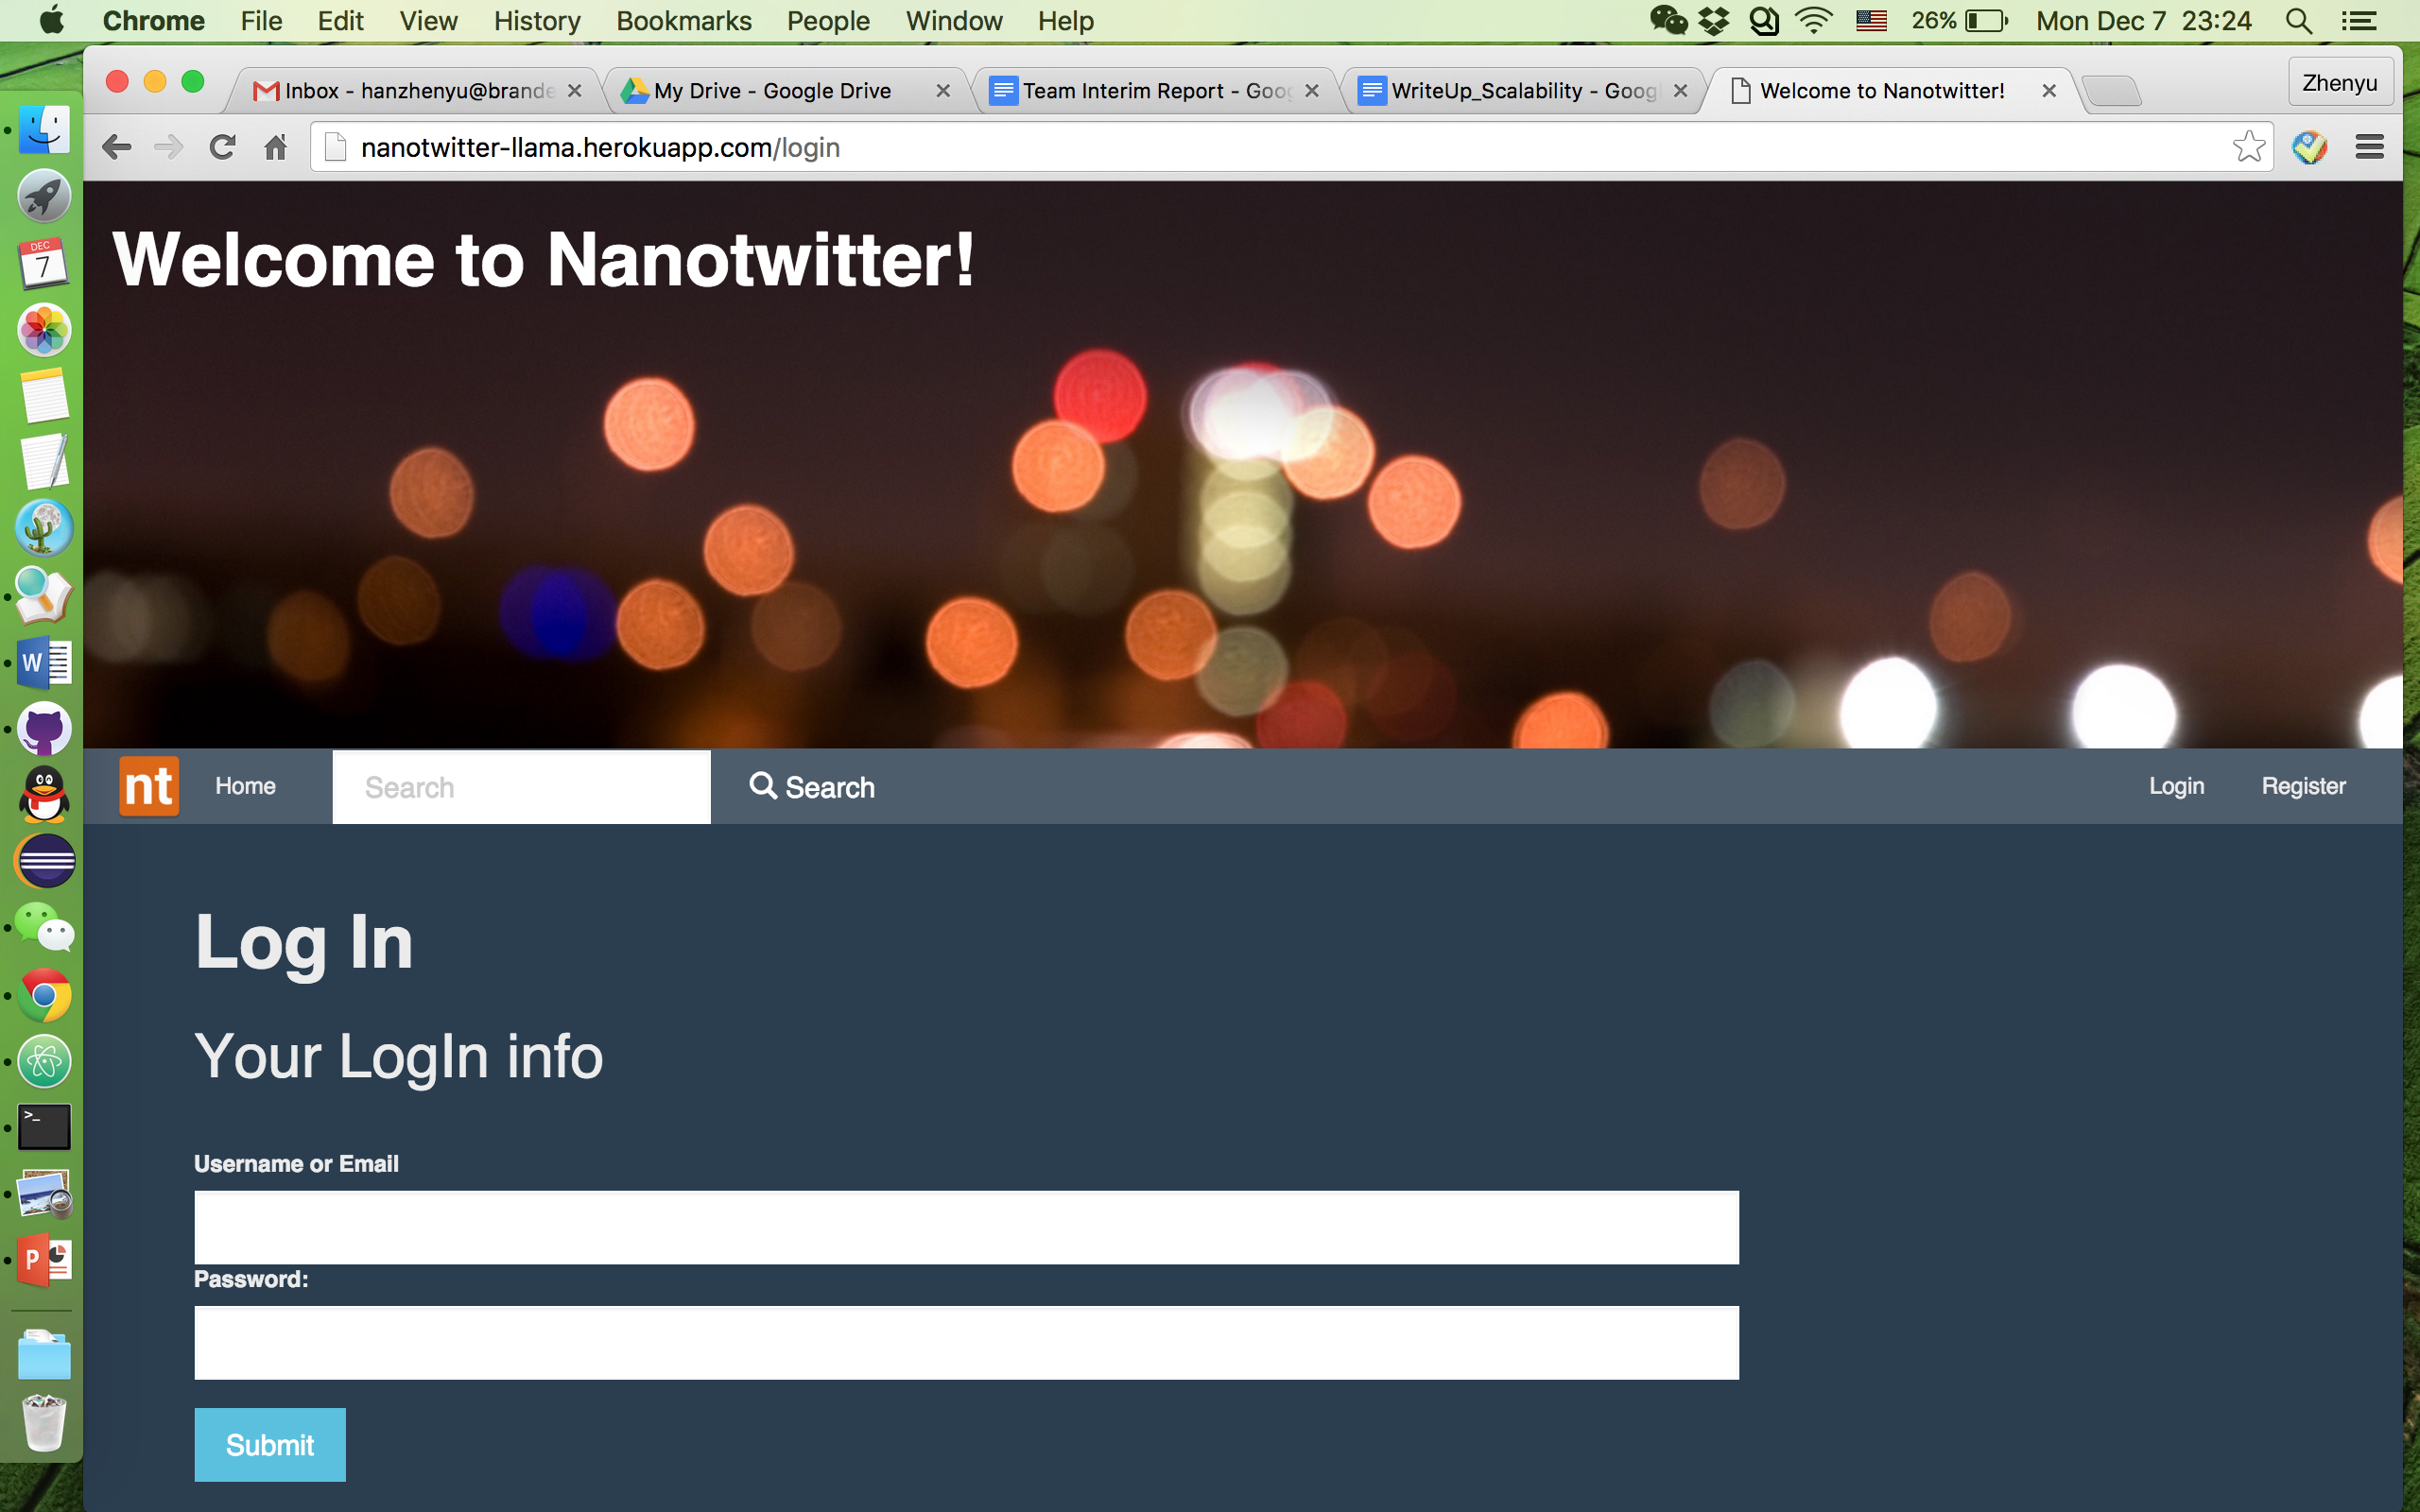 Chrome File Edit View History Bookmarks People Window Help 26% Mon Dec 7 23:24
Inbox - hanzhenyu@brande My Drive - Google Drive Team Interim Report - Goog WriteUp_Scalability - Googl Welcome to Nanotwitter! Zhenyu
nanotwitter-llama.herokuapp.com/login
DEC
7
W
>_
P
Welcome to Nanotwitter!
nt Home Search Search Login Register
Log In
Your LogIn info
Username or Email
Password:
Submit